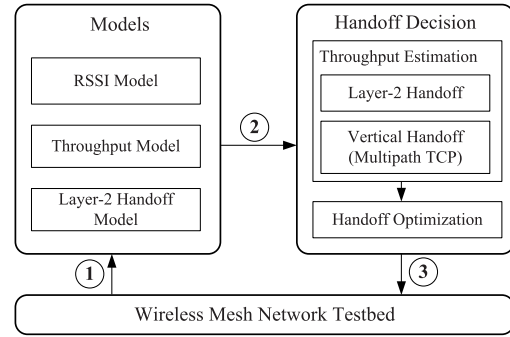 Models
RSSI Model
Throughput Model
Layer-2 Handoff
Model
2
Handoff Decision
Throughput Estimation
Layer-2 Handoff
Vertical Handoff
(Multipath TCP)
Handoff Optimization
1
3
Wireless Mesh Network Testbed